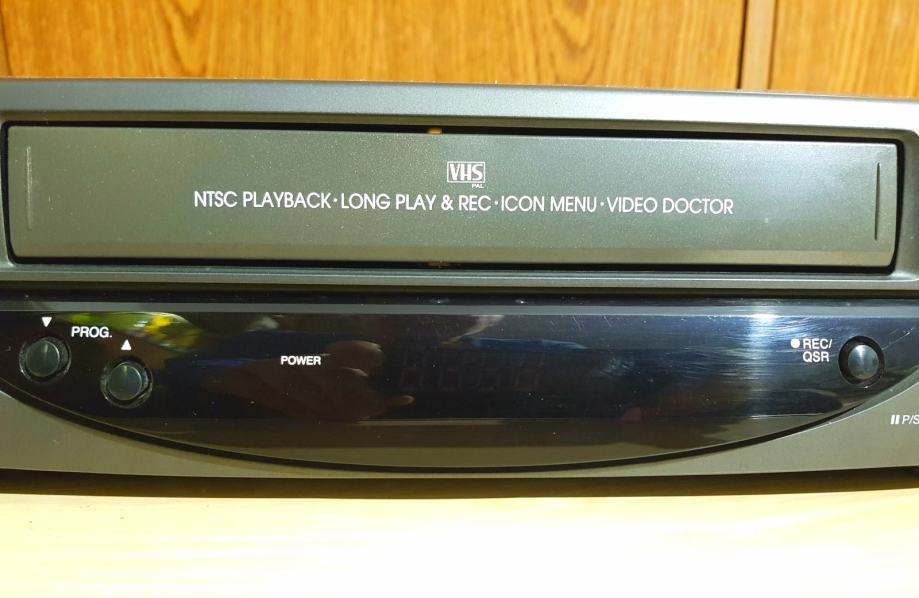 VHS
PAL
NTSC PLAYBACK·LONG PLAY & REC·ICON MENU·VIDEO DOCTOR
▼
PROG.
▲
POWER
● REC/
QSR
⏸ P/S